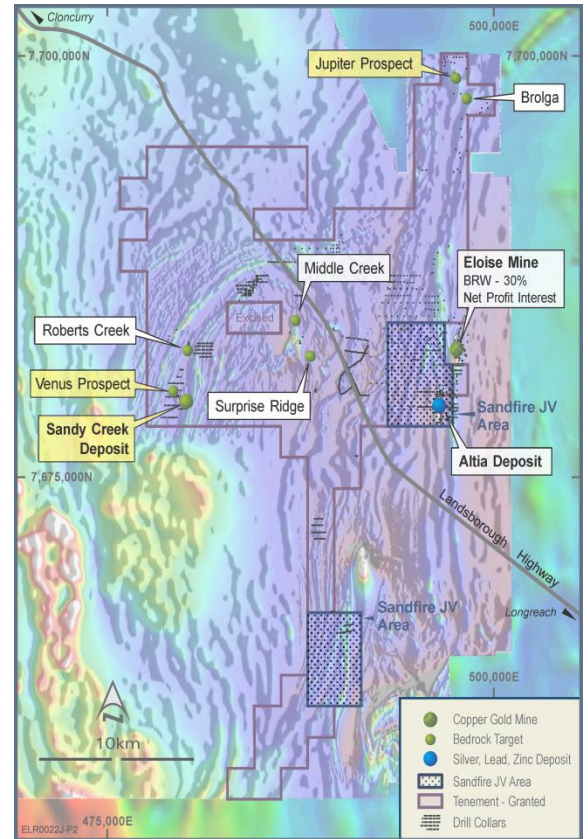 Cloncurry
500,000E
7,700,000N
7,700,000N
Jupiter Prospect
Brolga
Middle Creek
Eloise Mine
BRW - 30%
Net Profit Interest
Excised
Roberts Creek
Venus Prospect
Sandy Creek
Deposit
Surprise Ridge
Sandfire JV
Area
Altia Deposit
7,675,000N
Landsborough Highway
Longreach
Sandfire JV
Area
500,000E
10km
475,000E
ELR0022J-P2
Copper Gold Mine
Bedrock Target
Silver, Lead, Zinc Deposit
Sandfire JV Area
Tenement - Granted
Drill Collars